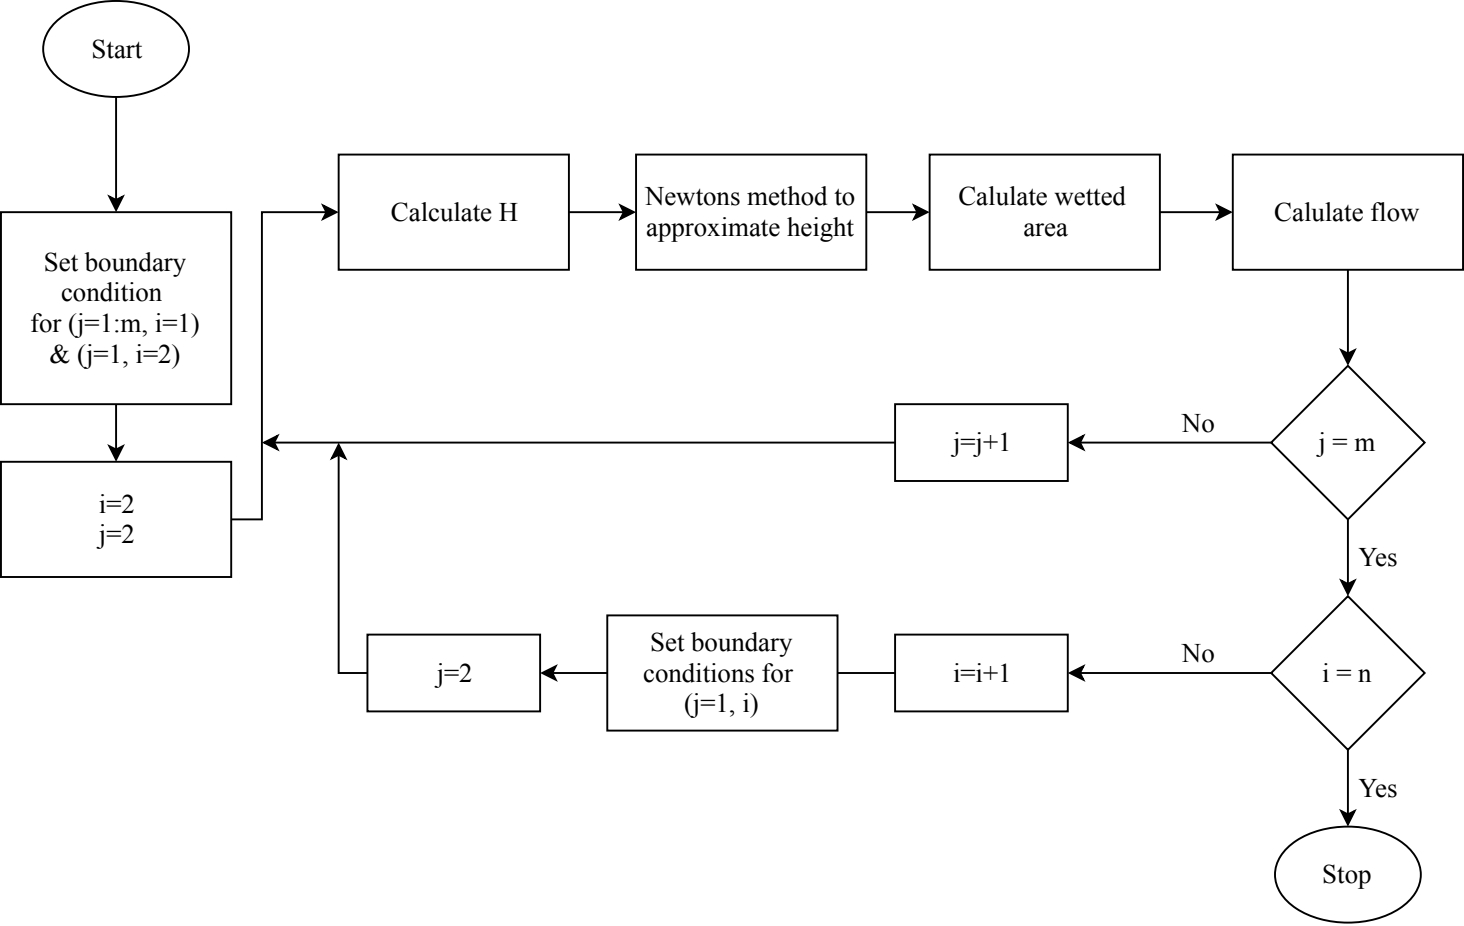 Start
Set boundary
condition
for (j=1:m, i=1)
& (j=1, i=2)
i=2
j=2
Calculate H
Newtons method to
approximate height
Calulate wetted
area
Calulate flow
j = m
No
j=j+1
Yes
i = n
No
i=i+1
Set boundary
conditions for
(j=1, i)
j=2
Yes
Stop